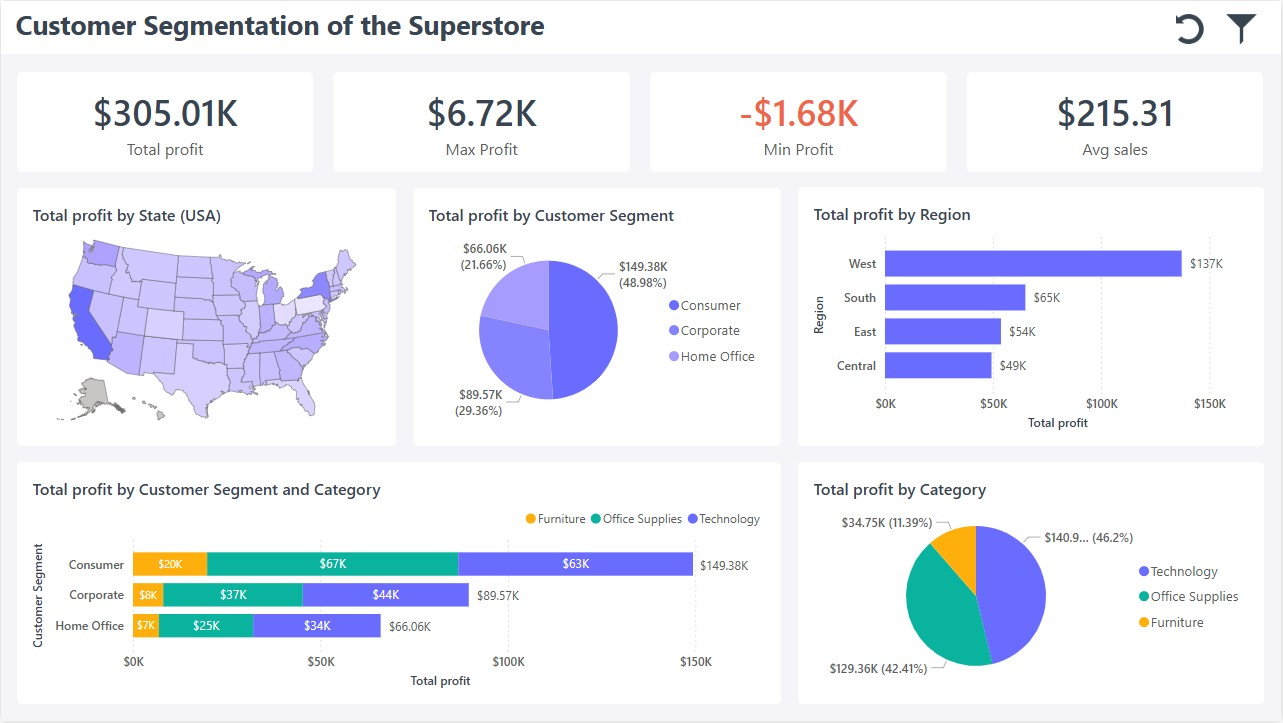 Customer Segmentation of the Superstore
$305.01K
Total profit
$6.72K
Max Profit
-$1.68K
Min Profit
$215.31
Avg sales
Total profit by State (USA)
Total profit by Customer Segment
$66.06K
(21.66%)
$149.38K
(48.98%)
$89.57K
(29.36%)
Consumer
Corporate
Home Office
Total profit by Region
Region
West
$137K
South
$65K
East
$54K
Central
$49K
$0K
$50K
$100K
$150K
Total profit
Total profit by Customer Segment and Category
Furniture
Office Supplies
Technology
Customer Segment
Consumer
$20K
$67K
$63K
$149.38K
Corporate
$8K
$37K
$44K
$89.57K
Home Office
$7K
$25K
$34K
$66.06K
$0K
$50K
$100K
$150K
Total profit
Total profit by Category
$34.75K (11.39%)
$140.9... (46.2%)
$129.36K (42.41%)
Technology
Office Supplies
Furniture